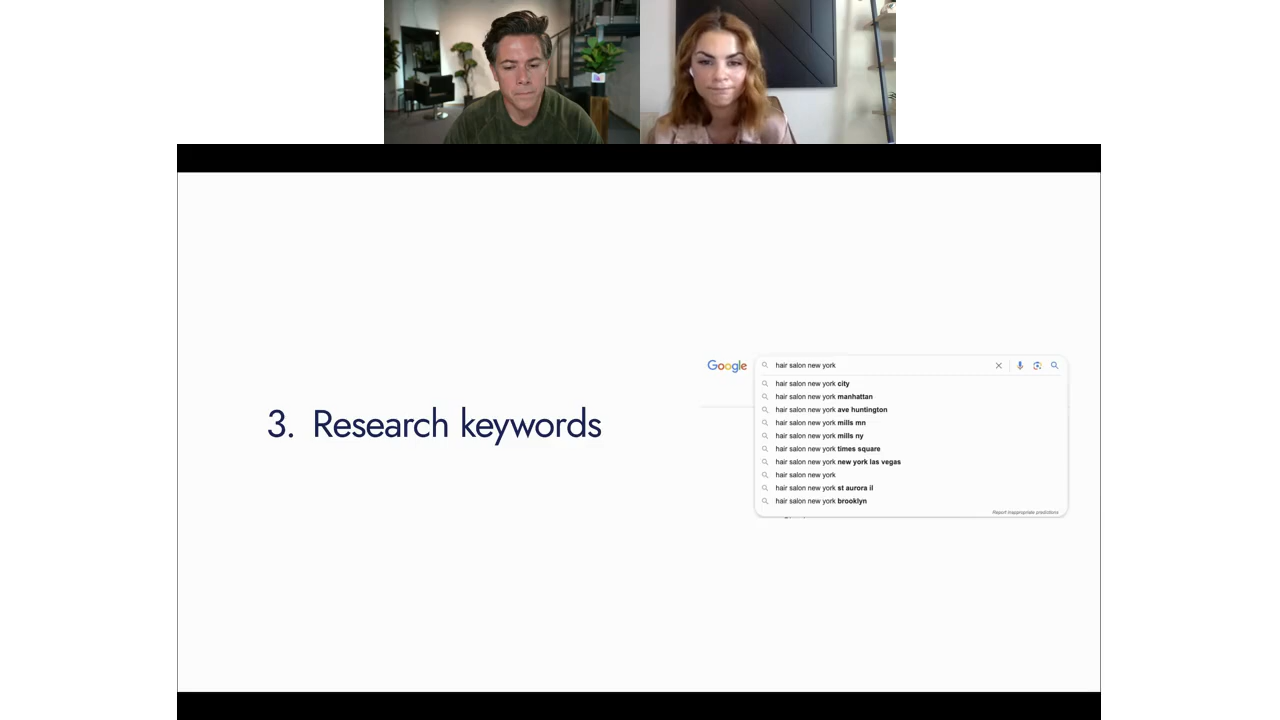 3. Research keywords
Google
hair salon new york
hair salon new york city
hair salon new york manhattan
hair salon new york ave huntington
hair salon new york mills mn
hair salon new york mills ny
hair salon new york times square
hair salon new york new york las vegas
hair salon new york
hair salon new york st aurora il
hair salon new york brooklyn
Report inappropriate predictions